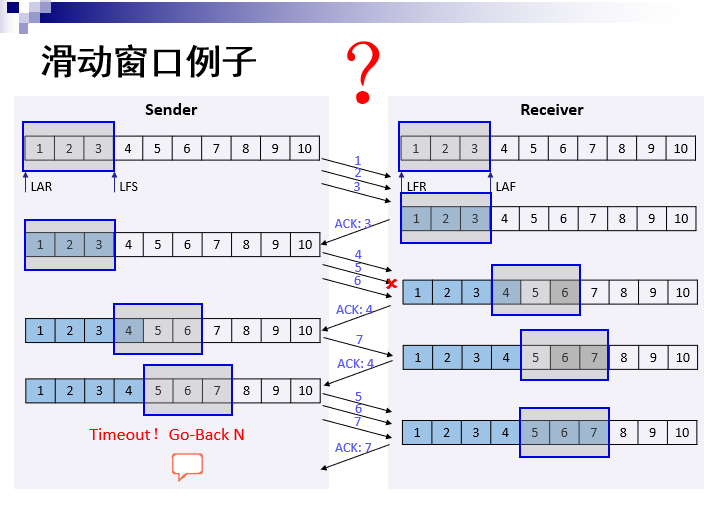 滑动窗口例子
?
Sender
Receiver
1 2 3 4 5 6 7 8 9 10
1 2 3 4 5 6 7 8 9 10
1
2
3
LAR
LFS
LFR
LAF
1 2 3 4 5 6 7 8 9 10
ACK: 3
1 2 3 4 5 6 7 8 9 10
4
5
6
1 2 3 4 5 6 7 8 9 10
ACK: 4
1 2 3 4 5 6 7 8 9 10
7
1 2 3 4 5 6 7 8 9 10
ACK: 4
1 2 3 4 5 6 7 8 9 10
5
6
7
1 2 3 4 5 6 7 8 9 10
Timeout! Go-Back N
ACK: 7